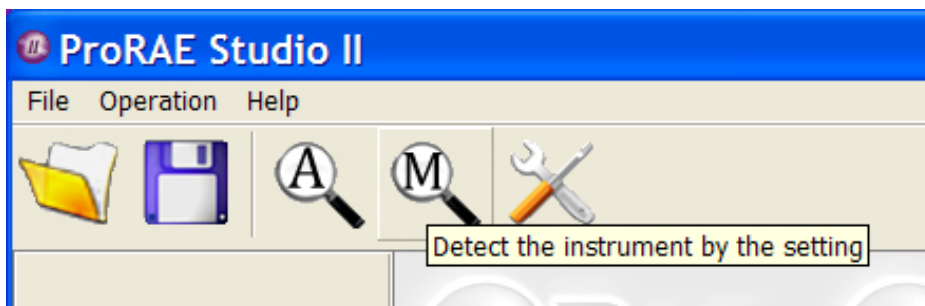 ProRAE Studio II
File Operation Help
A M
Detect the instrument by the setting